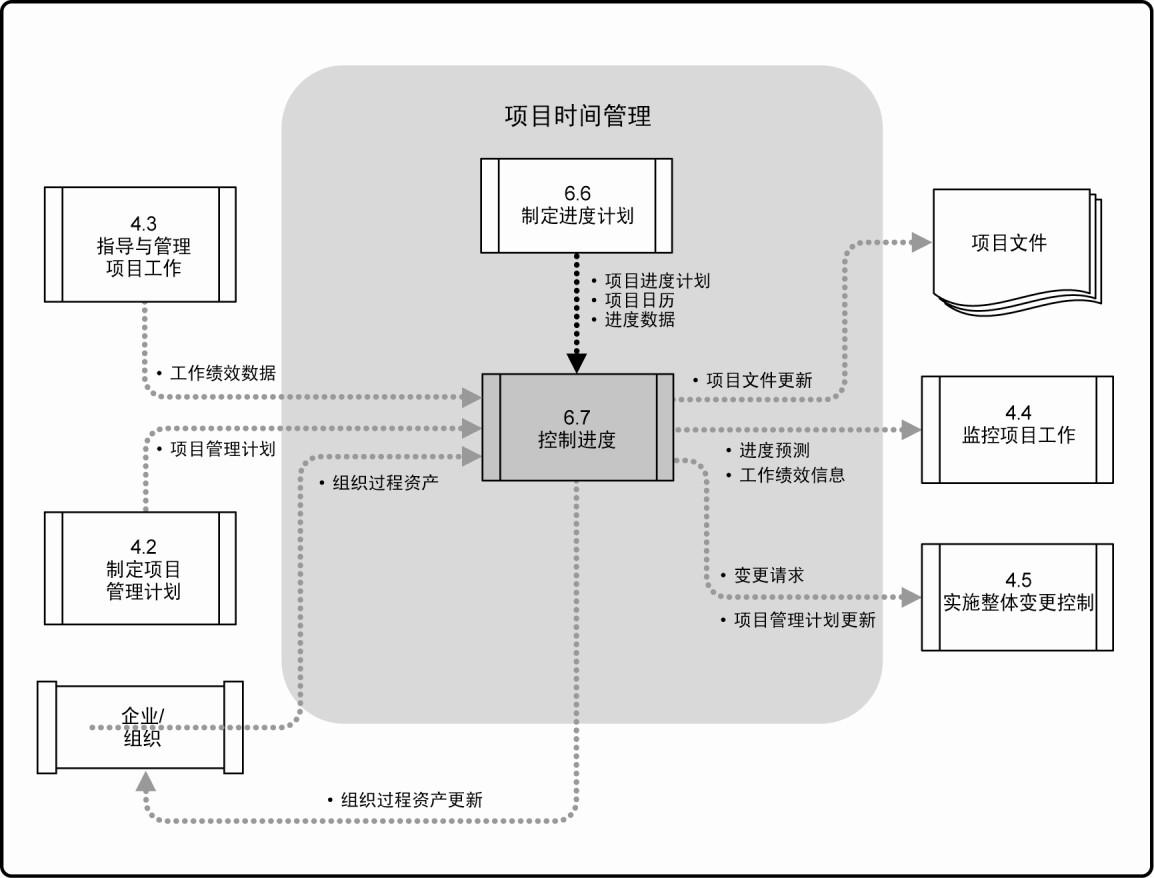 项目时间管理
6.6
制定进度计划
• 项目进度计划
• 项目日历
• 进度数据
4.3
指导与管理
项目工作
• 工作绩效数据
• 项目管理计划
4.2
制定项目
管理计划
• 组织过程资产
企业/
组织
• 组织过程资产更新
6.7
控制进度
• 项目文件更新
项目文件
• 进度预测
• 工作绩效信息
4.4
监控项目工作
• 变更请求
• 项目管理计划更新
4.5
实施整体变更控制